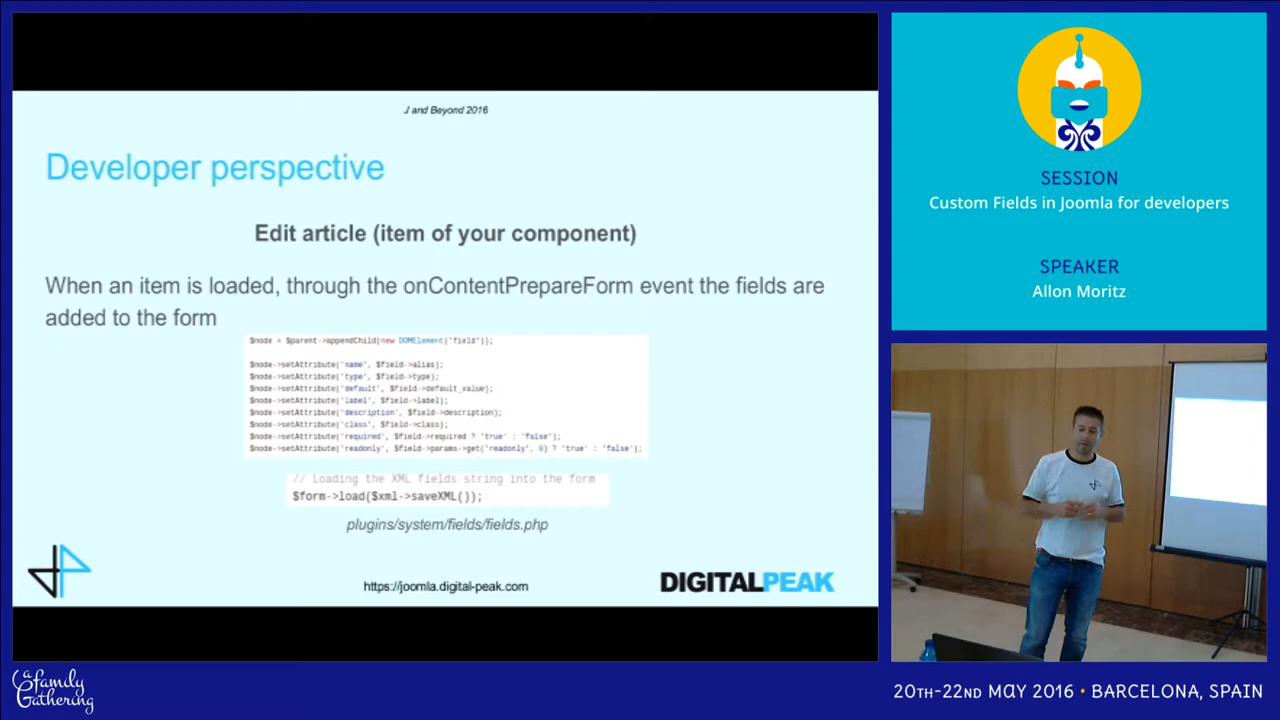 J and Beyond 2016
Developer perspective
Edit article (item of your component)
When an item is loaded, through the onContentPrepareForm event the fields are
added to the form
$node = $parent->appendChild(new DOMElement('field'));
$node->setAttribute('name', $field->alias);
$node->setAttribute('type', $field->type);
$node->setAttribute('default', $field->default_value);
$node->setAttribute('label', $field->label);
$node->setAttribute('description', $field->description);
$node->setAttribute('class', $field->class);
$node->setAttribute('required', $field->required ? 'true' : 'false');
$node->setAttribute('readonly', $field->params->get('readonly', 0) ? 'true' : 'false');
// Loading the XML fields string into the form
$form->load($xml->saveXML());
plugins/system/fields/fields.php
https://joomla.digital-peak.com
DIGITALPEAK
SESSION
Custom Fields in Joomla for developers
SPEAKER
Allon Moritz
a family
Gathering
20TH-22ND MAY 2016 • BARCELONA, SPAIN